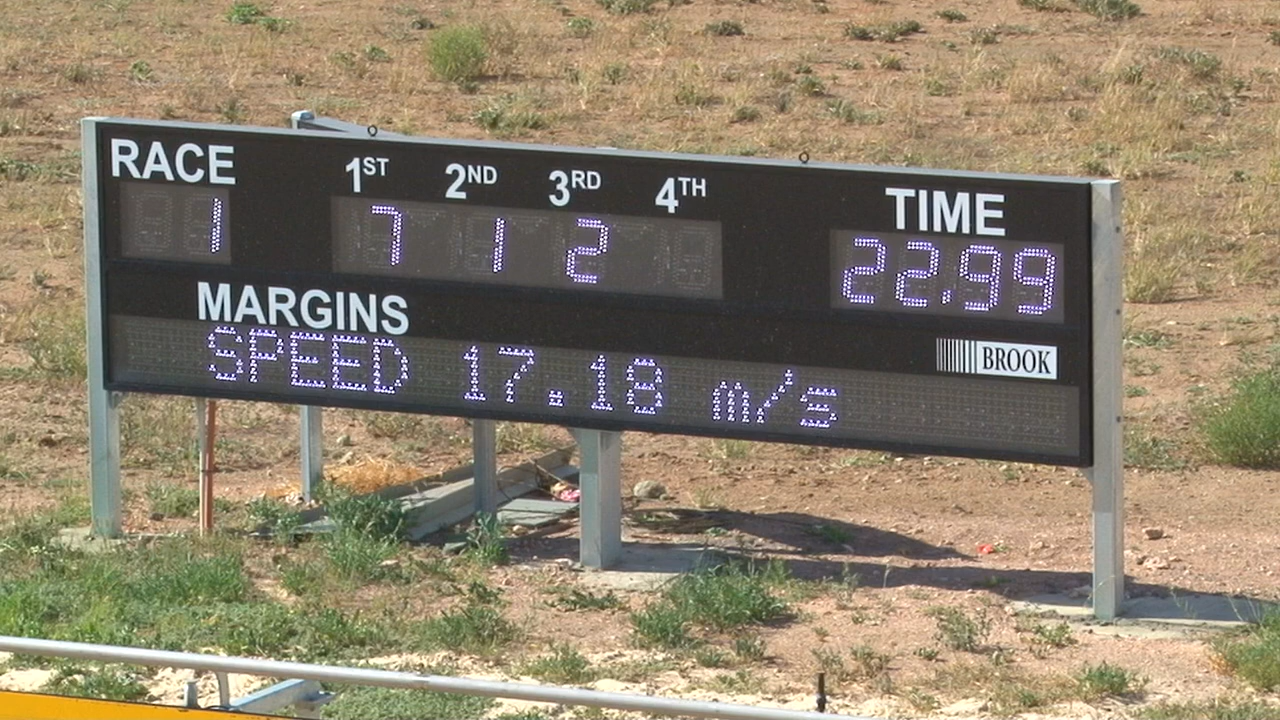 RACE 1ST 2ND 3RD 4TH TIME
1 7 1 2 22.99
MARGINS
BROOK
SPEED 17.18 m/s